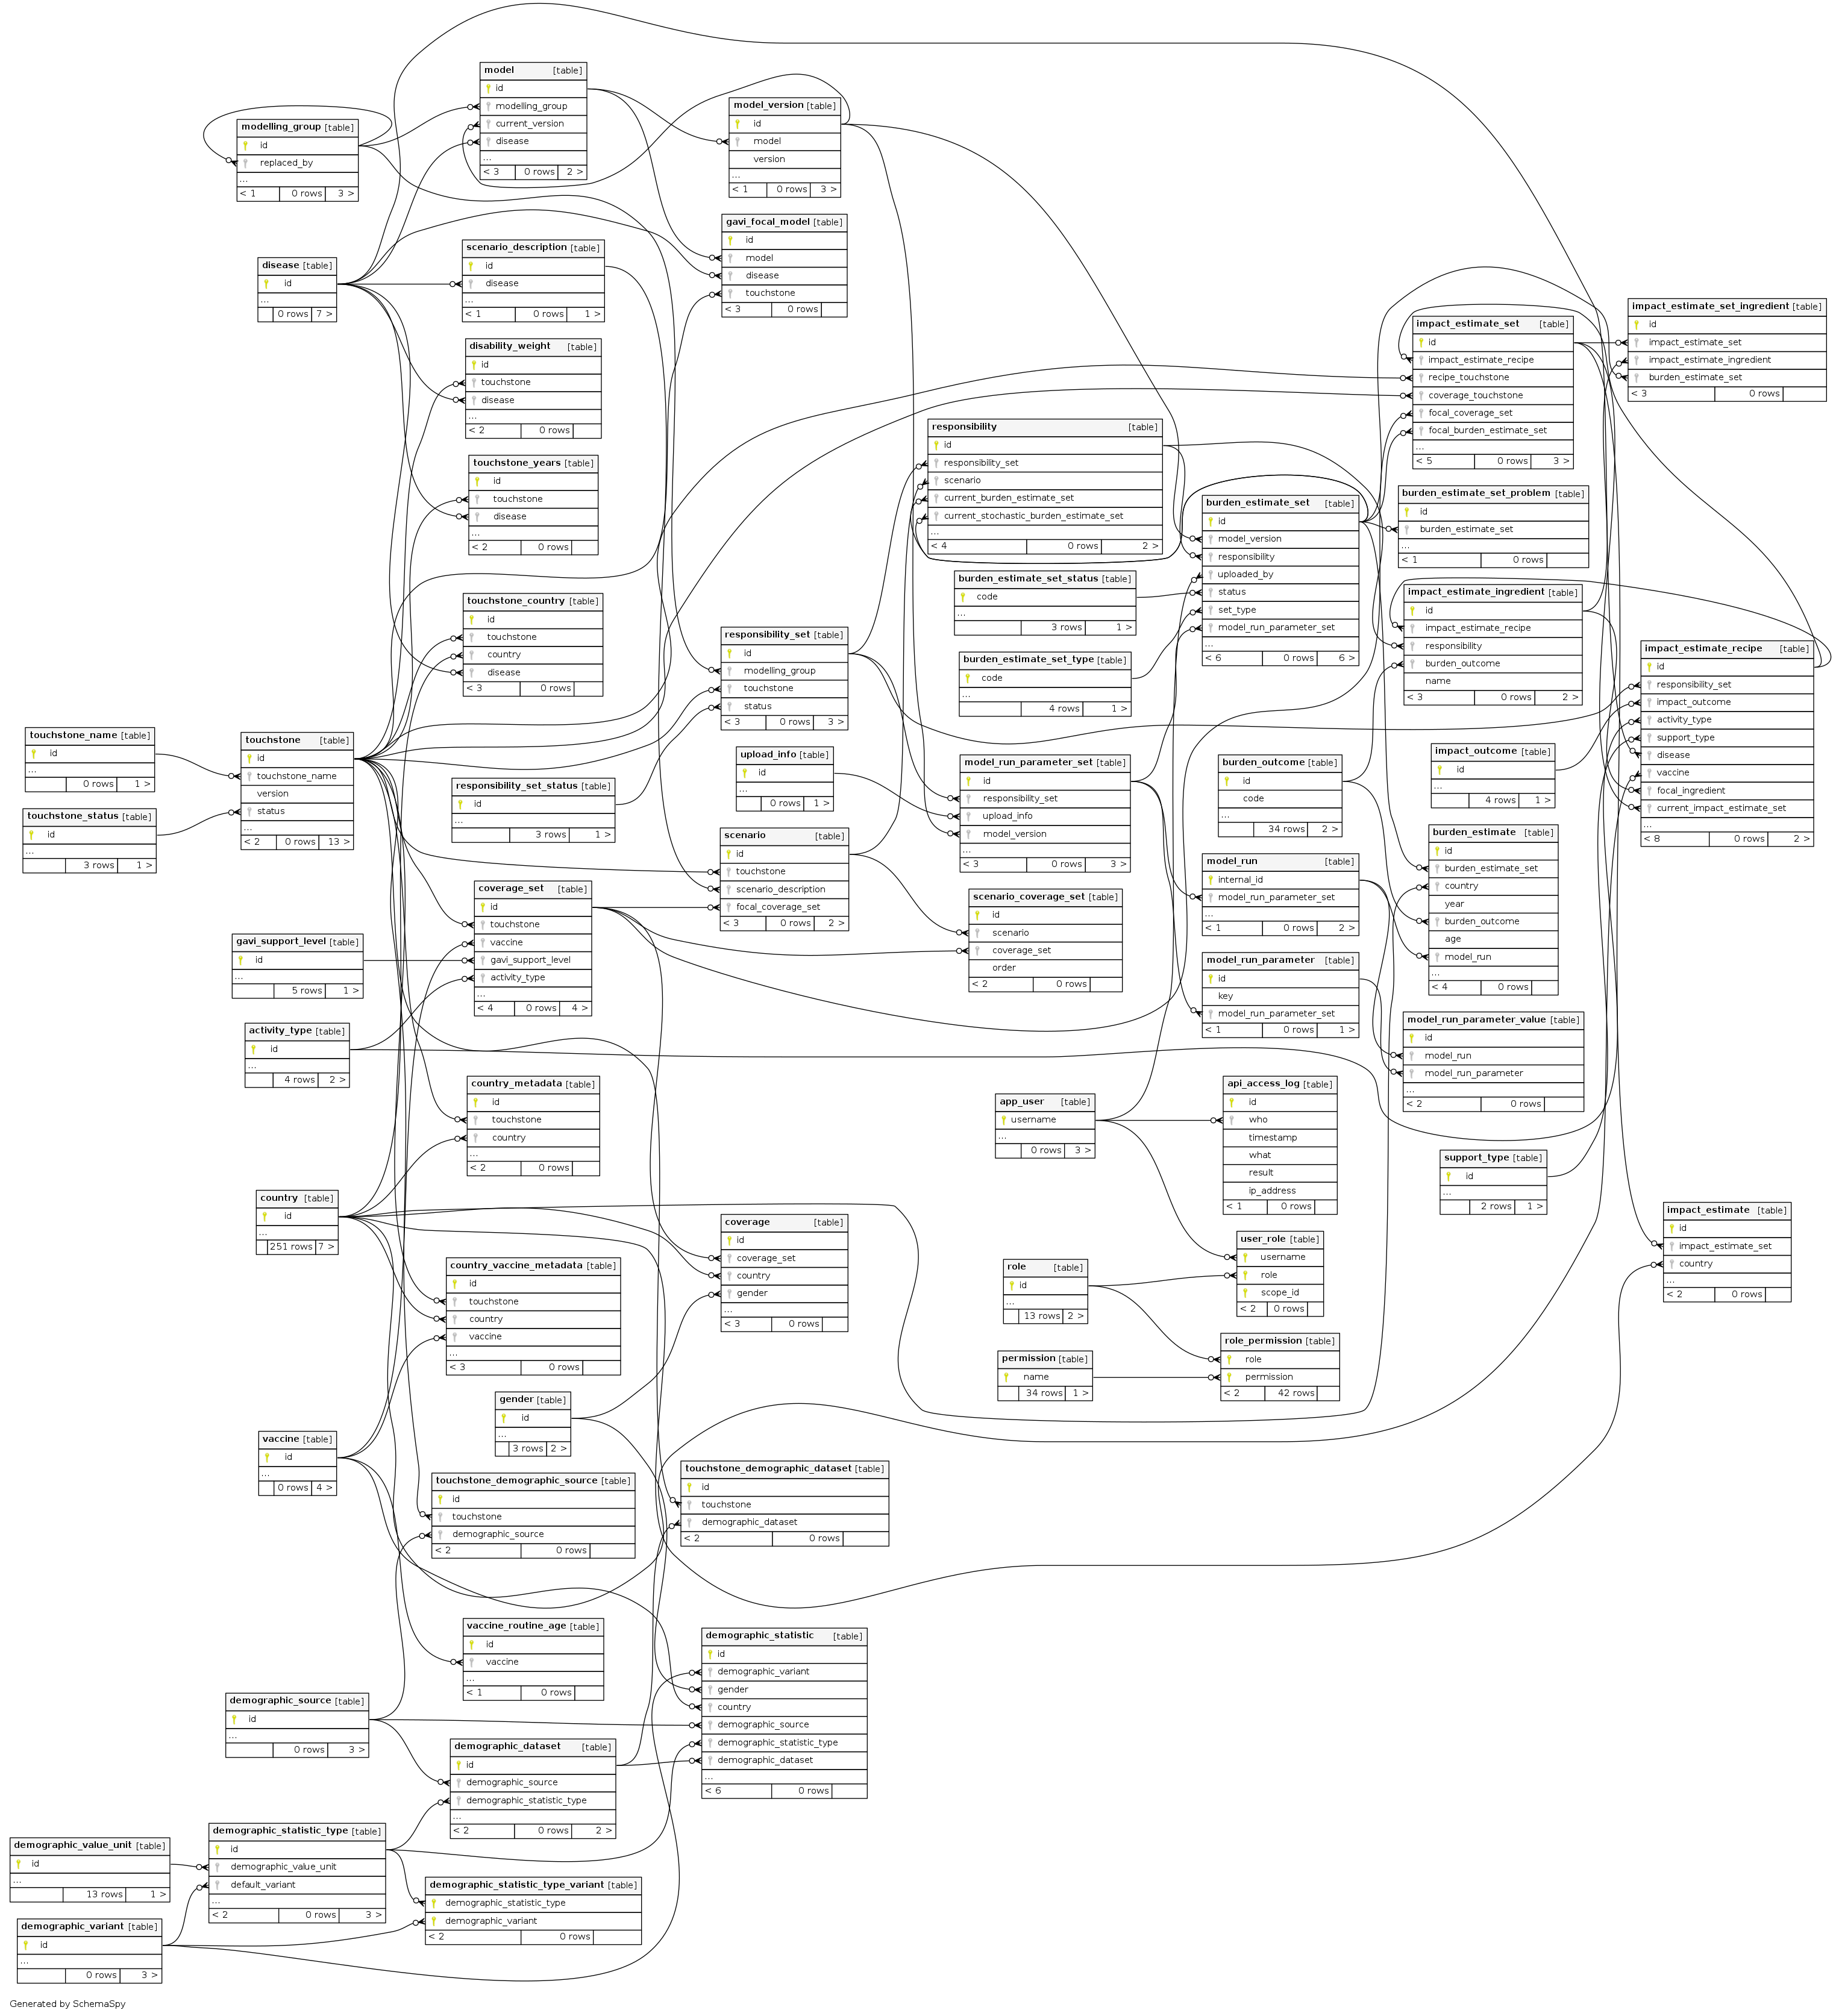 model [table]
id
modelling_group
current_version
disease
...
< 3 0 rows 2 >
model_version [table]
id
model
version
...
< 1 0 rows 3 >
modelling_group [table]
id
replaced_by
...
< 1 0 rows 3 >
gavi_focal_model [table]
id
model
disease
touchstone
< 3 0 rows
scenario_description [table]
id
disease
...
< 1 0 rows 1 >
disease [table]
id
...
0 rows 7 >
disability_weight [table]
id
touchstone
disease
...
< 2 0 rows
touchstone_years [table]
id
touchstone
disease
...
< 2 0 rows
touchstone_country [table]
id
touchstone
country
disease
< 3 0 rows
impact_estimate_set [table]
id
impact_estimate_recipe
recipe_touchstone
coverage_touchstone
focal_coverage_set
focal_burden_estimate_set
...
< 5 0 rows 3 >
impact_estimate_set_ingredient [table]
id
impact_estimate_set
impact_estimate_ingredient
burden_estimate_set
< 3 0 rows
responsibility [table]
id
responsibility_set
scenario
current_burden_estimate_set
current_stochastic_burden_estimate_set
...
< 4 0 rows 2 >
burden_estimate_set [table]
id
model_version
responsibility
uploaded_by
status
set_type
model_run_parameter_set
...
< 6 0 rows 6 >
burden_estimate_set_problem [table]
id
burden_estimate_set
...
< 1 0 rows
burden_estimate_set_status [table]
code
...
3 rows 1 >
burden_estimate_set_type [table]
code
...
4 rows 1 >
impact_estimate_ingredient [table]
id
impact_estimate_recipe
responsibility
burden_outcome
name
< 3 0 rows 2 >
impact_estimate_recipe [table]
id
responsibility_set
impact_outcome
activity_type
support_type
disease
vaccine
focal_ingredient
current_impact_estimate_set
...
< 8 0 rows 2 >
responsibility_set [table]
id
modelling_group
touchstone
status
< 3 0 rows 3 >
touchstone_name [table]
id
...
0 rows 1 >
touchstone [table]
id
touchstone_name
version
status
...
< 2 0 rows 13 >
touchstone_status [table]
id
...
3 rows 1 >
responsibility_set_status [table]
id
...
3 rows 1 >
upload_info [table]
id
...
0 rows 1 >
model_run_parameter_set [table]
id
responsibility_set
upload_info
model_version
...
< 3 0 rows 3 >
burden_outcome [table]
id
code
...
34 rows 2 >
impact_outcome [table]
id
...
4 rows 1 >
scenario [table]
id
touchstone
scenario_description
focal_coverage_set
< 3 0 rows 2 >
burden_estimate [table]
id
burden_estimate_set
country
year
burden_outcome
age
model_run
...
< 4 0 rows
model_run [table]
internal_id
model_run_parameter_set
...
< 1 0 rows 2 >
coverage_set [table]
id
touchstone
vaccine
gavi_support_level
activity_type
...
< 4 0 rows 4 >
scenario_coverage_set [table]
id
scenario
coverage_set
order
< 2 0 rows
gavi_support_level [table]
id
...
5 rows 1 >
model_run_parameter [table]
id
key
model_run_parameter_set
< 1 0 rows 1 >
activity_type [table]
id
...
4 rows 2 >
model_run_parameter_value [table]
id
model_run
model_run_parameter
...
< 2 0 rows
country_metadata [table]
id
touchstone
country
...
< 2 0 rows
app_user [table]
username
...
0 rows 3 >
api_access_log [table]
id
who
timestamp
what
result
ip_address
< 1 0 rows
support_type [table]
id
...
2 rows 1 >
country [table]
id
...
251 rows 7 >
coverage [table]
id
coverage_set
country
gender
...
< 3 0 rows
impact_estimate [table]
id
impact_estimate_set
country
...
< 2 0 rows
user_role [table]
username
role
scope_id
< 2 0 rows
role [table]
id
...
13 rows 2 >
country_vaccine_metadata [table]
id
touchstone
country
vaccine
...
< 3 0 rows
role_permission [table]
role
permission
< 2 42 rows
permission [table]
name
34 rows 1 >
gender [table]
id
...
3 rows 2 >
vaccine [table]
id
...
0 rows 4 >
touchstone_demographic_source [table]
id
touchstone
demographic_source
< 2 0 rows
touchstone_demographic_dataset [table]
id
touchstone
demographic_dataset
< 2 0 rows
vaccine_routine_age [table]
id
vaccine
...
< 1 0 rows
demographic_statistic [table]
id
demographic_variant
gender
country
demographic_source
demographic_statistic_type
demographic_dataset
...
< 6 0 rows
demographic_source [table]
id
...
0 rows 3 >
demographic_dataset [table]
id
demographic_source
demographic_statistic_type
...
< 2 0 rows 2 >
demographic_value_unit [table]
id
...
13 rows 1 >
demographic_statistic_type [table]
id
demographic_value_unit
default_variant
...
< 2 0 rows 3 >
demographic_statistic_type_variant [table]
demographic_statistic_type
demographic_variant
< 2 0 rows
demographic_variant [table]
id
...
0 rows 3 >
Generated by SchemaSpy